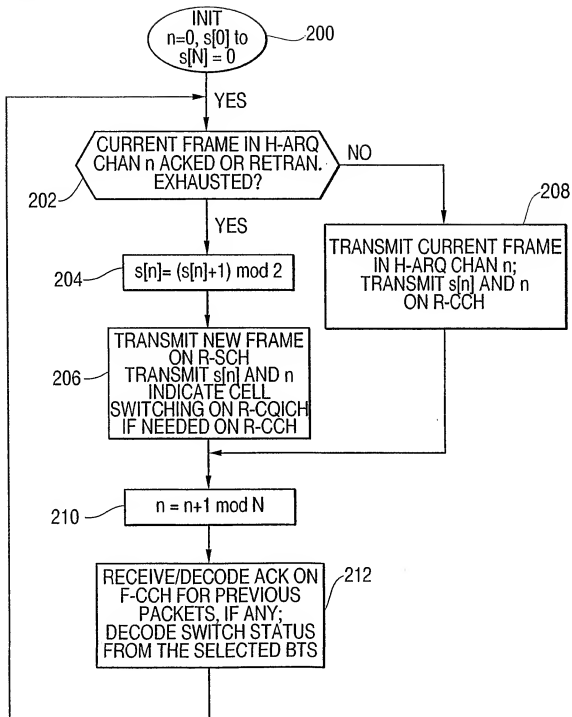 INIT
n=0, s[0] to
s[N] = 0
200
YES
CURRENT FRAME IN H-ARQ
CHAN n ACKED OR RETRAN.
EXHAUSTED?
NO
202
208
YES
TRANSMIT CURRENT FRAME
IN H-ARQ CHAN n;
TRANSMIT s[n] AND n
ON R-CCH
204
s[n]= (s[n]+1) mod 2
TRANSMIT NEW FRAME
ON R-SCH
TRANSMIT s[n] AND n
INDICATE CELL
SWITCHING ON R-CQICH
IF NEEDED ON R-CCH
206
210
n = n+1 mod N
212
RECEIVE/DECODE ACK ON
F-CCH FOR PREVIOUS
PACKETS, IF ANY;
DECODE SWITCH STATUS
FROM THE SELECTED BTS